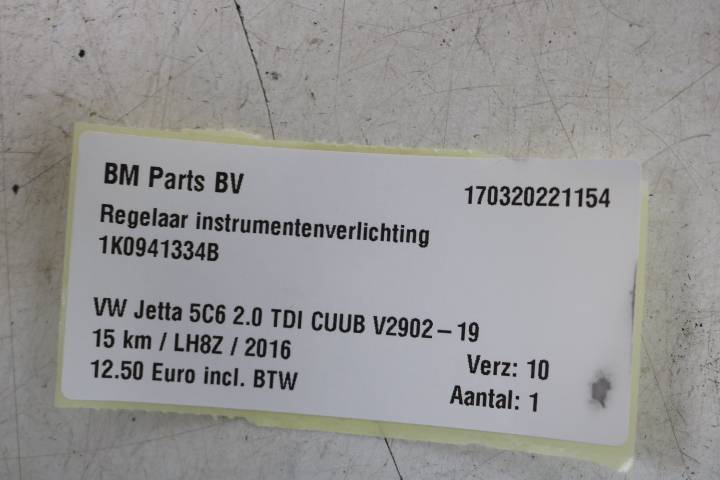 BM Parts BV
170320221154
Regelaar instrumentenverlichting
1K0941334B
VW Jetta 5C6 2.0 TDI CUUB V2902-19
15 km / LH8Z / 2016
Verz: 10
12.50 Euro incl. BTW
Aantal: 1